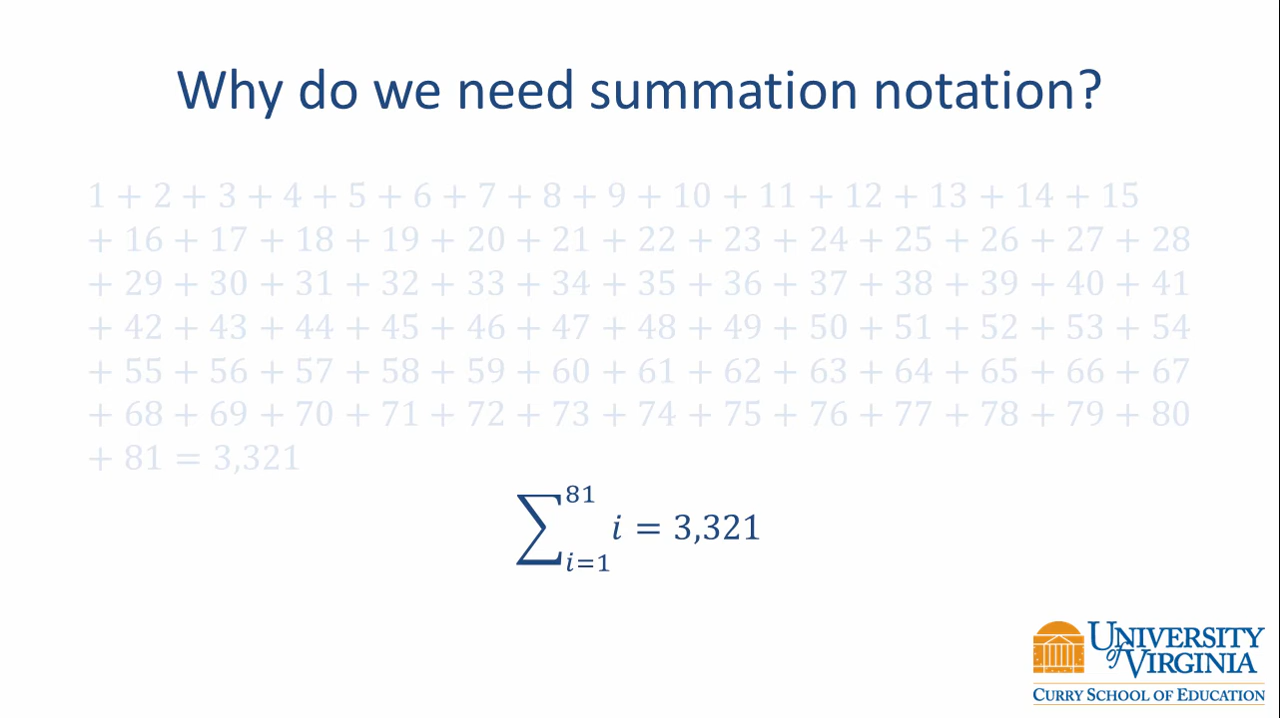 Why do we need summation notation?
1 + 2 + 3 + 4 + 5 + 6 + 7 + 8 + 9 + 10 + 11 + 12 + 13 + 14 + 15
+ 16 + 17 + 18 + 19 + 20 + 21 + 22 + 23 + 24 + 25 + 26 + 27 + 28
+ 29 + 30 + 31 + 32 + 33 + 34 + 35 + 36 + 37 + 38 + 39 + 40 + 41
+ 42 + 43 + 44 + 45 + 46 + 47 + 48 + 49 + 50 + 51 + 52 + 53 + 54
+ 55 + 56 + 57 + 58 + 59 + 60 + 61 + 62 + 63 + 64 + 65 + 66 + 67
+ 68 + 69 + 70 + 71 + 72 + 73 + 74 + 75 + 76 + 77 + 78 + 79 + 80
+ 81 = 3,321
81
∑ i = 3,321
i=1
UNIVERSITY
of VIRGINIA
CURRY SCHOOL OF EDUCATION